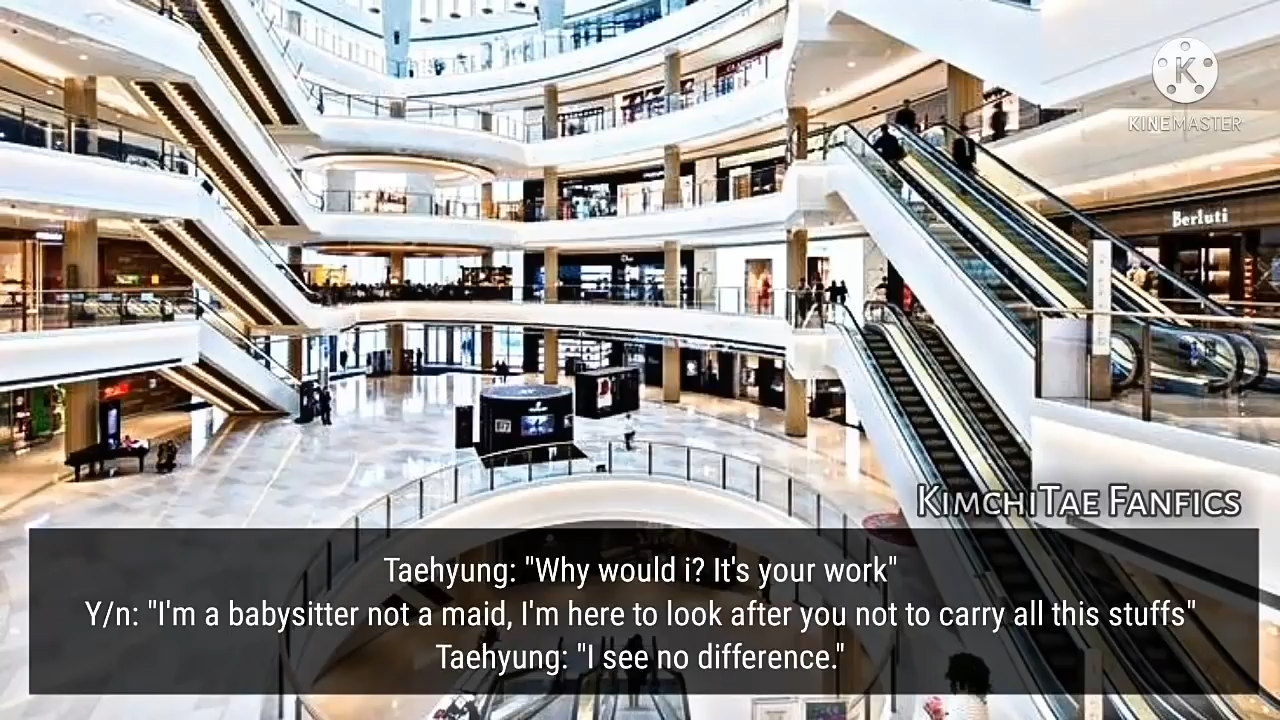 KINEMASTER
Berluti
Dior
KimchiTae Fanfics
Taehyung: "Why would i? It's your work"
Y/n: "I'm a babysitter not a maid, I'm here to look after you not to carry all this stuffs"
Taehyung: "I see no difference."